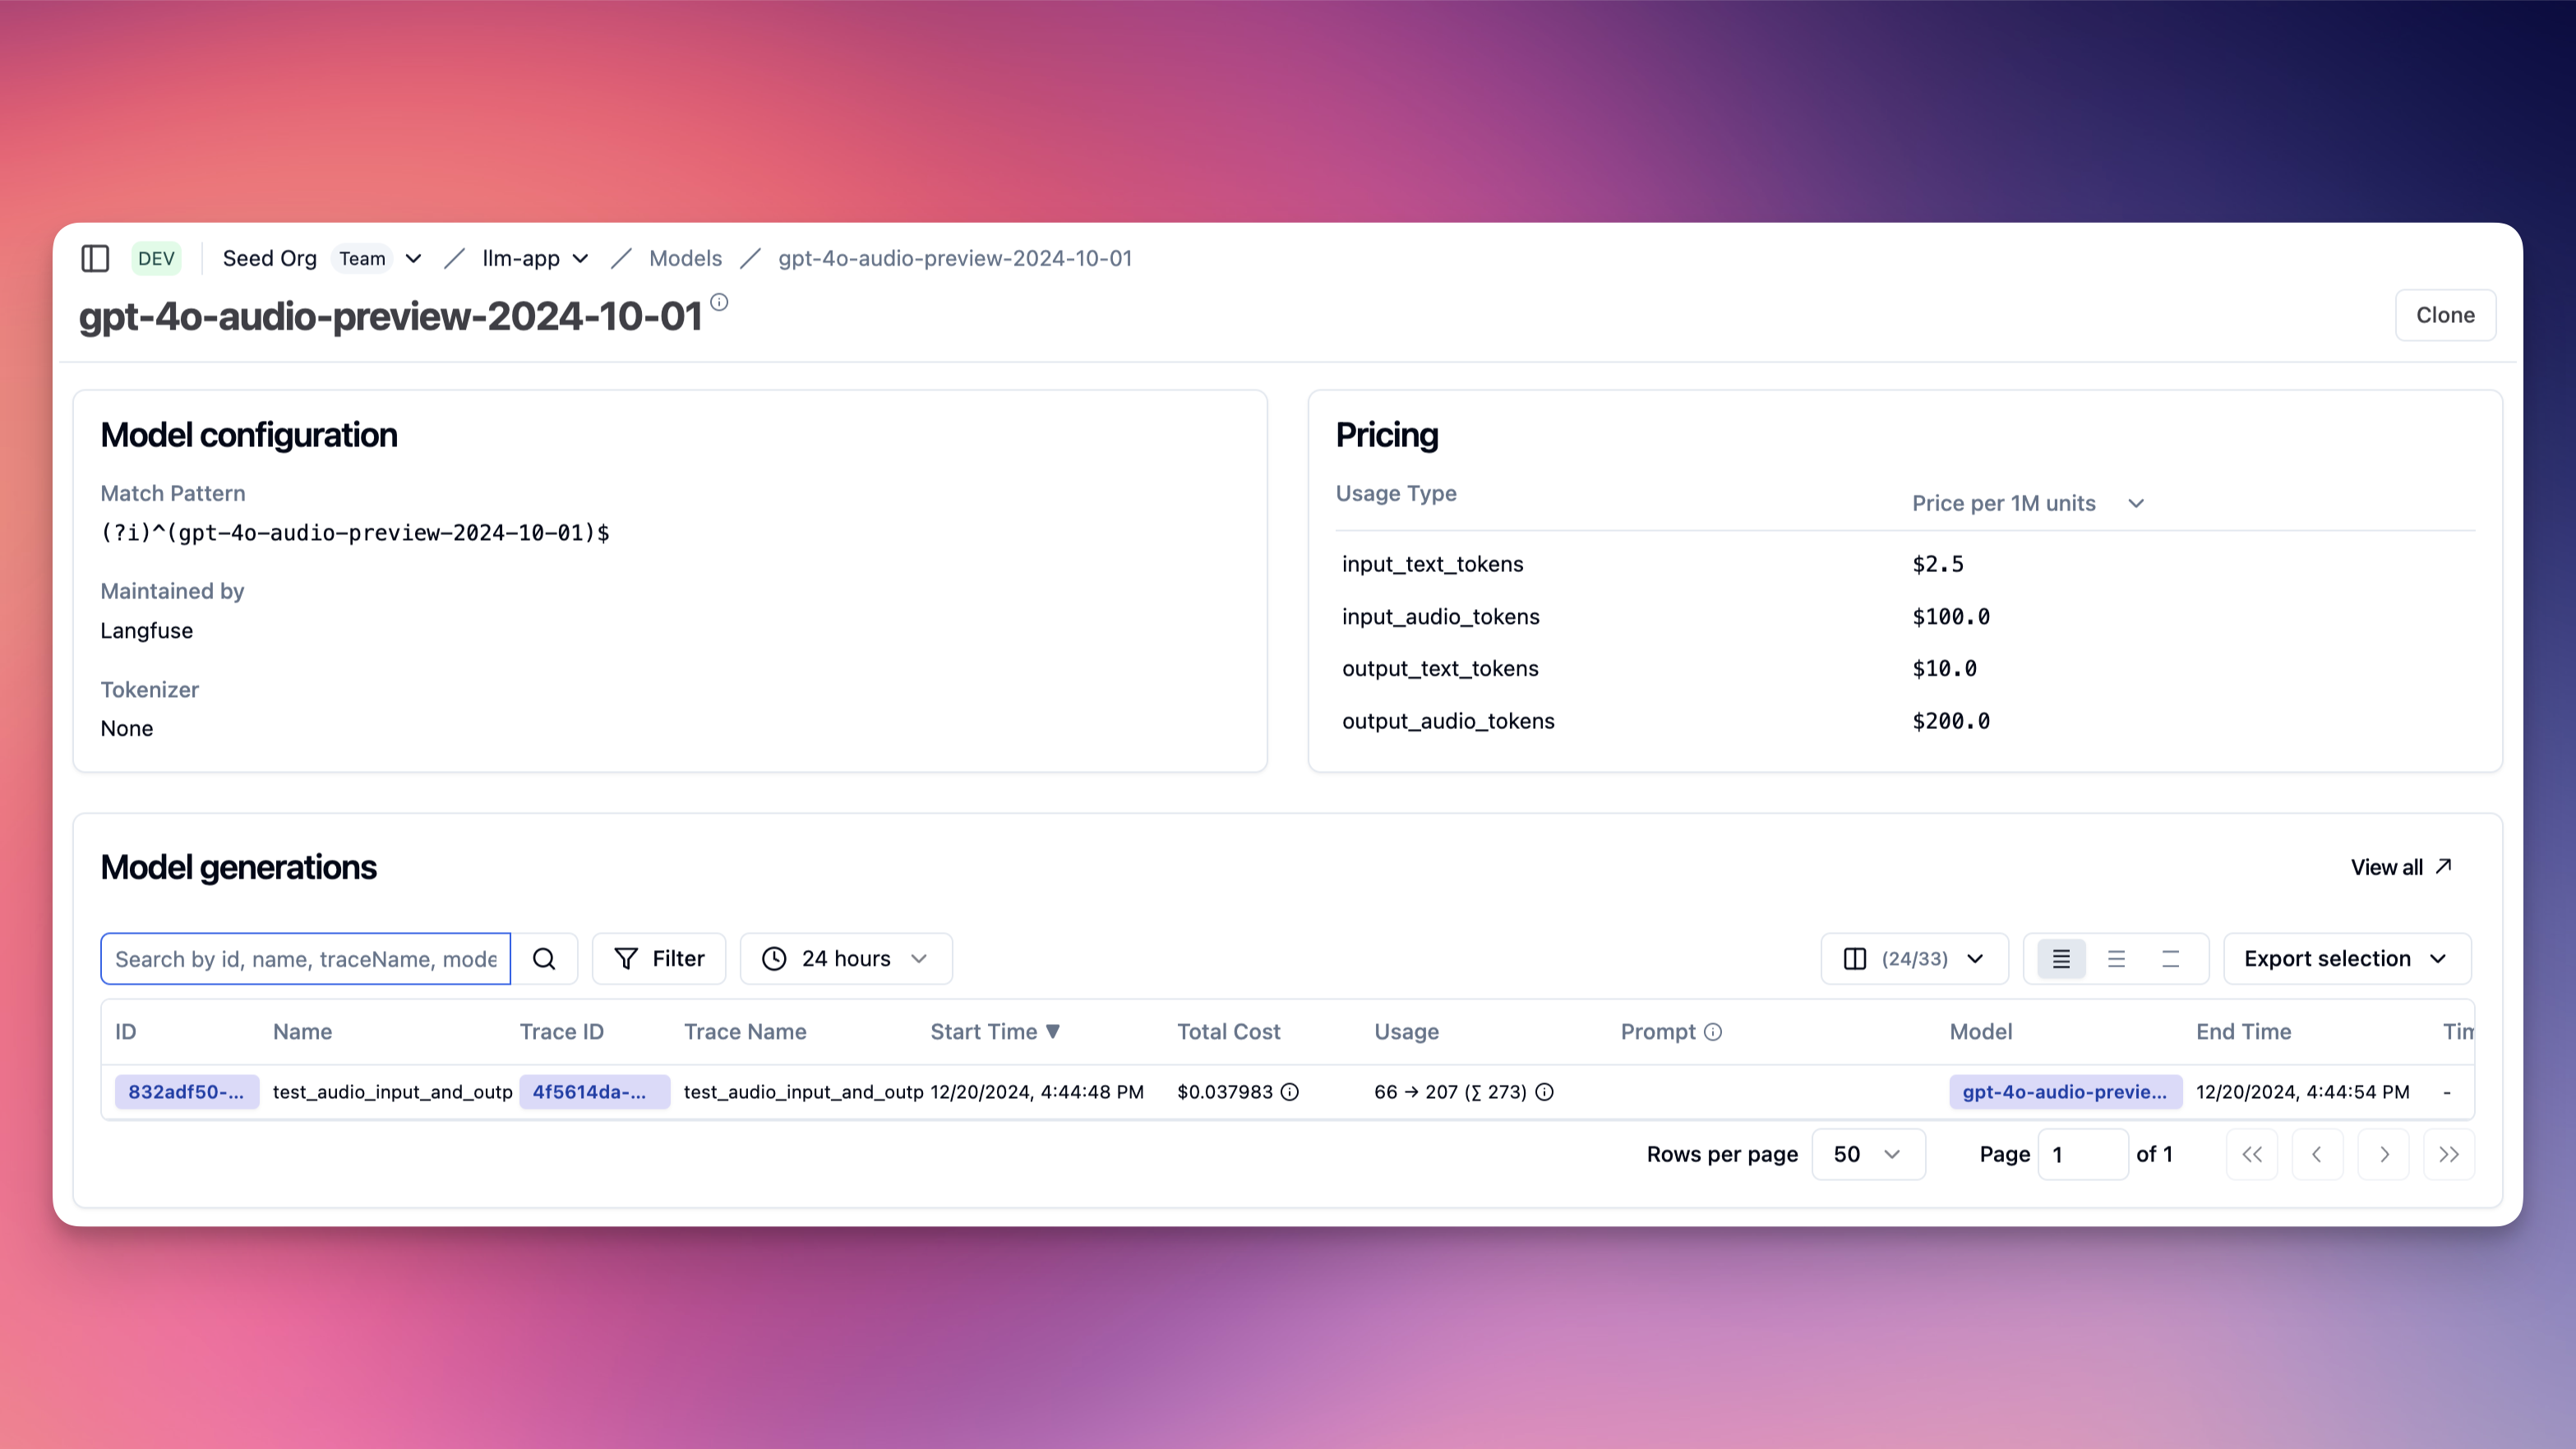 DEV Seed Org Team llm-app Models gpt-4o-audio-preview-2024-10-01
gpt-4o-audio-preview-2024-10-01
Clone
Model configuration
Match Pattern
(?i)^(gpt-4o-audio-preview-2024-10-01)$
Maintained by
Langfuse
Tokenizer
None
Pricing
Usage Type Price per 1M units
input_text_tokens $2.5
input_audio_tokens $100.0
output_text_tokens $10.0
output_audio_tokens $200.0
Model generations
View all
Search by id, name, traceName, mode Filter 24 hours (24/33) Export selection
ID Name Trace ID Trace Name Start Time ▼ Total Cost Usage Prompt Model End Time Tim
832adf50-... test_audio_input_and_outp 4f5614da-... test_audio_input_and_outp 12/20/2024, 4:44:48 PM $0.037983 66 → 207 (∑ 273) gpt-4o-audio-previe... 12/20/2024, 4:44:54 PM -
Rows per page 50 Page 1 of 1